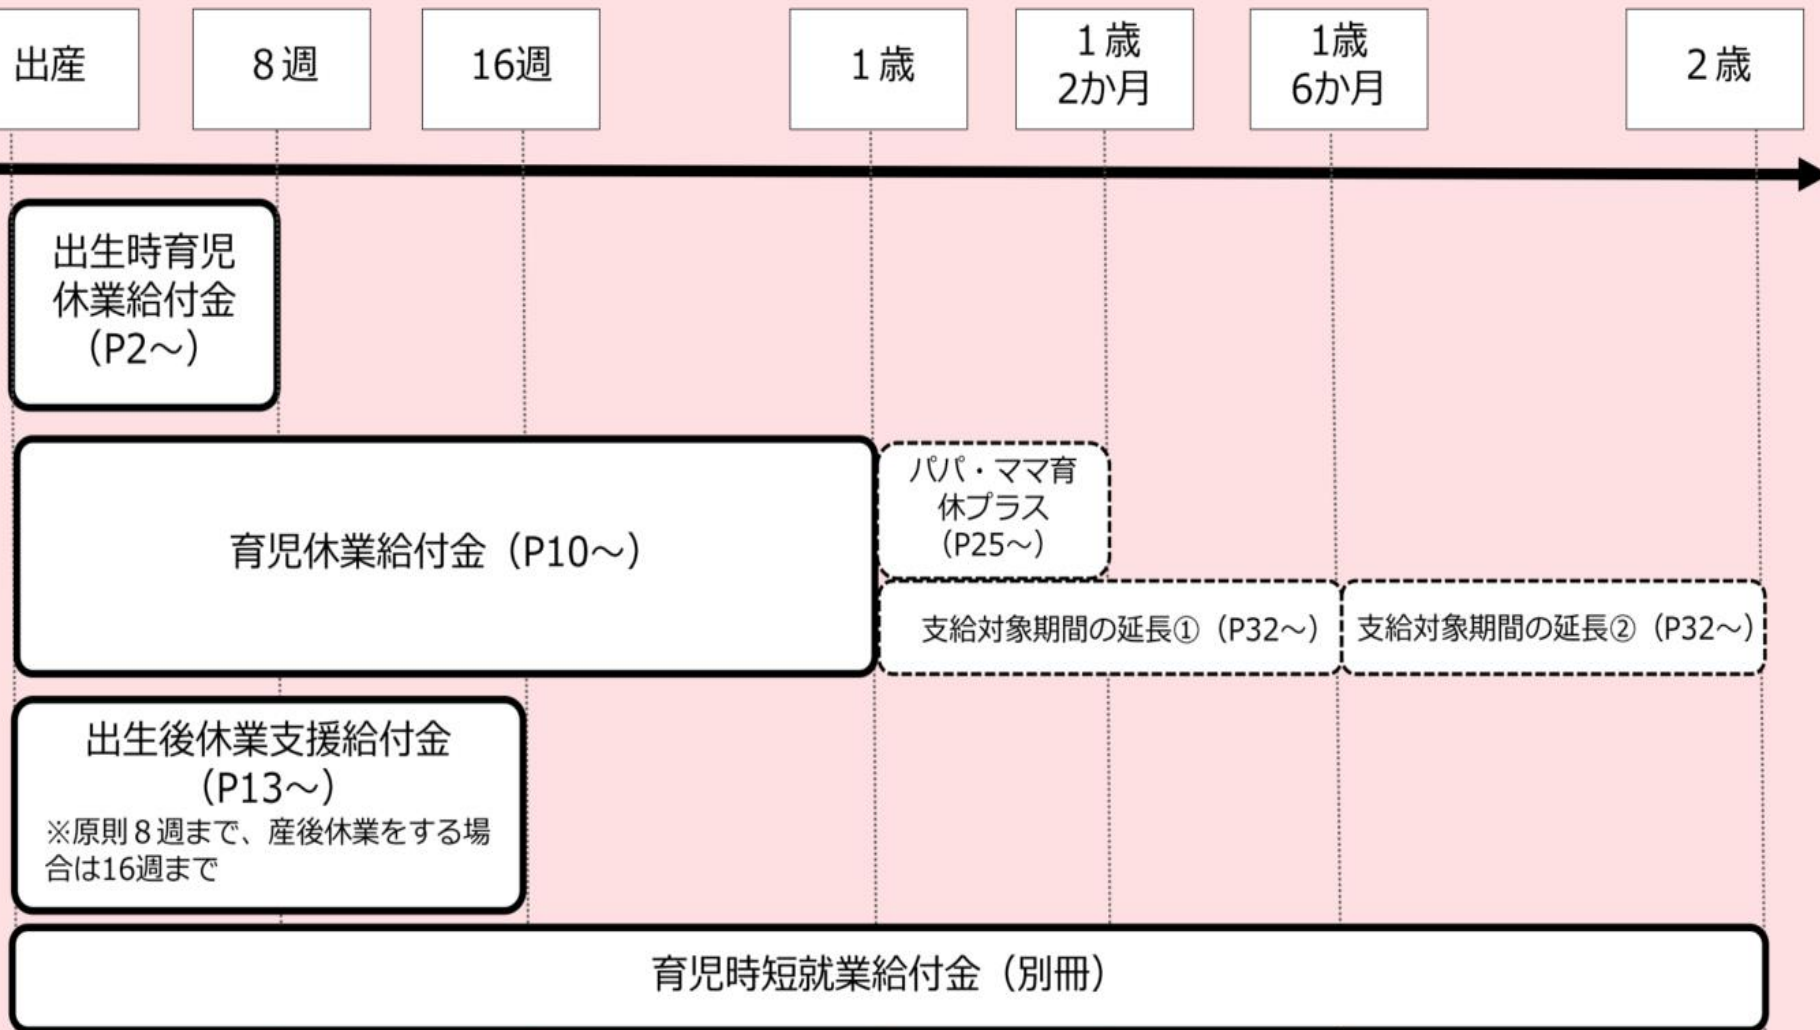 出産
8週
16週
1歳
1歳
2か月
1歳
6か月
2歳
出生時育児
休業給付金
（P2～）
育児休業給付金（P10～）
パパ・ママ育
休プラス
（P25～）
支給対象期間の延長①（P32～）
支給対象期間の延長②（P32～）
出生後休業支援給付金
（P13～）
※原則８週まで、産後休業をする場
合は16週まで
育児時短就業給付金（別冊）